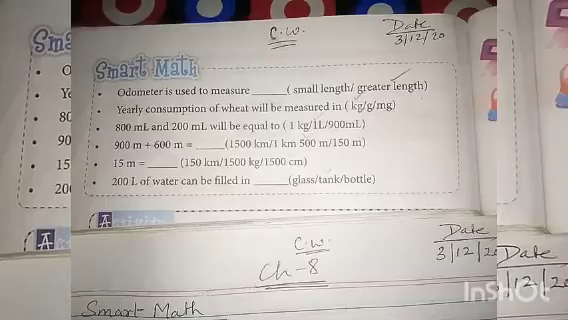 C.W.
Date
3/12/20
Smart Math
• Odometer is used to measure ______( small length/ greater length)
• Yearly consumption of wheat will be measured in ( kg/g/mg)
• 800 mL and 200 mL will be equal to ( 1 kg/1L/900mL)
• 900 m + 600 m = ______ (1500 km/1 km 500 m/150 m)
• 15 m = ______ (150 km/1500 kg/1500 cm)
• 200 L of water can be filled in ______ (glass/tank/bottle)
C.W.
Date
3/12/20
Ch-8
Smart Math
Date
InShOt